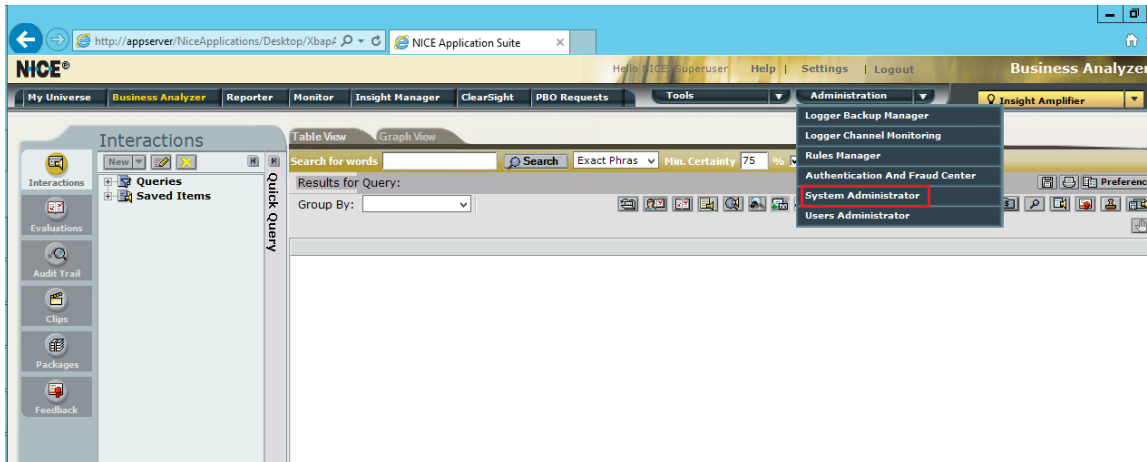 http://appserver/NiceApplications/Desktop/XbapA
NICE Application Suite
NICE®
Hello NICE Superuser Help | Settings | Logout
Business Analyzer
My Universe Business Analyzer Reporter Monitor Insight Manager ClearSight PBO Requests Tools Administration
Insight Amplifier
Logger Backup Manager
Logger Channel Monitoring
Rules Manager
Authentication And Fraud Center
System Administrator
Users Administrator
Interactions
New
Queries
Saved Items
Quick Query
Interactions
Evaluations
Audit Trail
Clips
Packages
Feedback
Table View Graph View
Search for words Search Exact Phras Min. Certainty 75 %
Results for Query:
Preferenc
Group By: